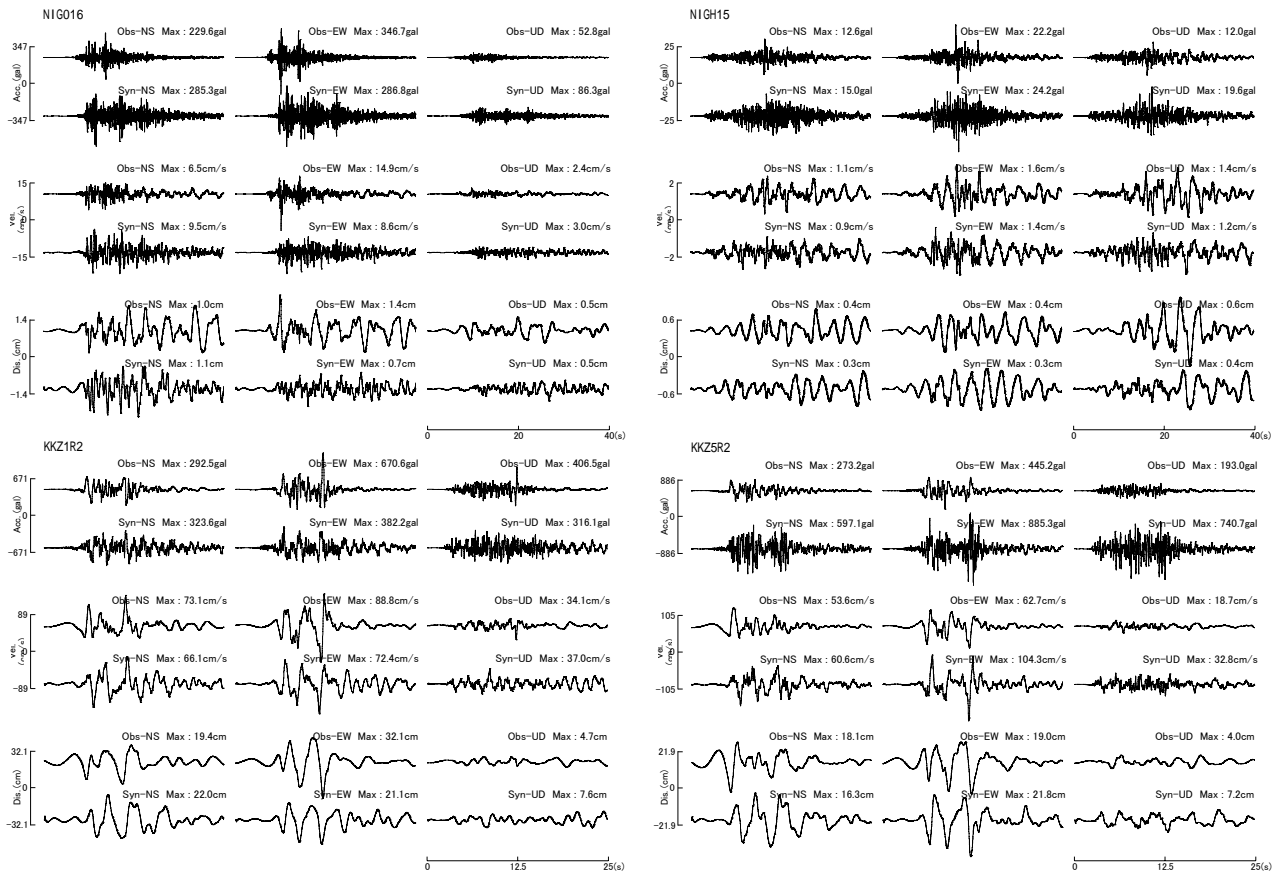 NIG016
Obs-NS Max : 229.6gal
Obs-EW Max : 346.7gal
Obs-UD Max : 52.8gal
347
0
-347
Acc.(gal)
Syn-NS Max : 285.3gal
Syn-EW Max : 286.8gal
Syn-UD Max : 86.3gal
Obs-NS Max : 6.5cm/s
Obs-EW Max : 14.9cm/s
Obs-UD Max : 2.4cm/s
15
0
-15
Vel.
(cm/s)
Syn-NS Max : 9.5cm/s
Syn-EW Max : 8.6cm/s
Syn-UD Max : 3.0cm/s
Obs-NS Max : 1.0cm
Obs-EW Max : 1.4cm
Obs-UD Max : 0.5cm
1.4
0
-1.4
Dis.(cm)
Syn-NS Max : 1.1cm
Syn-EW Max : 0.7cm
Syn-UD Max : 0.5cm
0 20 40(s)
NIGH15
Obs-NS Max : 12.6gal
Obs-EW Max : 22.2gal
Obs-UD Max : 12.0gal
25
0
-25
Acc.(gal)
Syn-NS Max : 15.0gal
Syn-EW Max : 24.2gal
Syn-UD Max : 19.6gal
Obs-NS Max : 1.1cm/s
Obs-EW Max : 1.6cm/s
Obs-UD Max : 1.4cm/s
2
0
-2
Vel.
(cm/s)
Syn-NS Max : 0.9cm/s
Syn-EW Max : 1.4cm/s
Syn-UD Max : 1.2cm/s
Obs-NS Max : 0.4cm
Obs-EW Max : 0.4cm
Obs-UD Max : 0.6cm
0.6
0
-0.6
Dis.(cm)
Syn-NS Max : 0.3cm
Syn-EW Max : 0.3cm
Syn-UD Max : 0.4cm
0 20 40(s)
KKZ1R2
Obs-NS Max : 292.5gal
Obs-EW Max : 670.6gal
Obs-UD Max : 406.5gal
671
0
-671
Acc.(gal)
Syn-NS Max : 323.6gal
Syn-EW Max : 382.2gal
Syn-UD Max : 316.1gal
Obs-NS Max : 73.1cm/s
Obs-EW Max : 88.8cm/s
Obs-UD Max : 34.1cm/s
89
0
-89
Vel.
(cm/s)
Syn-NS Max : 66.1cm/s
Syn-EW Max : 72.4cm/s
Syn-UD Max : 37.0cm/s
Obs-NS Max : 19.4cm
Obs-EW Max : 32.1cm
Obs-UD Max : 4.7cm
32.1
0
-32.1
Dis.(cm)
Syn-NS Max : 22.0cm
Syn-EW Max : 21.1cm
Syn-UD Max : 7.6cm
0 12.5 25(s)
KKZ5R2
Obs-NS Max : 273.2gal
Obs-EW Max : 445.2gal
Obs-UD Max : 193.0gal
886
0
-886
Acc.(gal)
Syn-NS Max : 597.1gal
Syn-EW Max : 885.3gal
Syn-UD Max : 740.7gal
Obs-NS Max : 53.6cm/s
Obs-EW Max : 62.7cm/s
Obs-UD Max : 18.7cm/s
105
0
-105
Vel.
(cm/s)
Syn-NS Max : 60.6cm/s
Syn-EW Max : 104.3cm/s
Syn-UD Max : 32.8cm/s
Obs-NS Max : 18.1cm
Obs-EW Max : 19.0cm
Obs-UD Max : 4.0cm
21.9
0
-21.9
Dis.(cm)
Syn-NS Max : 16.3cm
Syn-EW Max : 21.8cm
Syn-UD Max : 7.2cm
0 12.5 25(s)